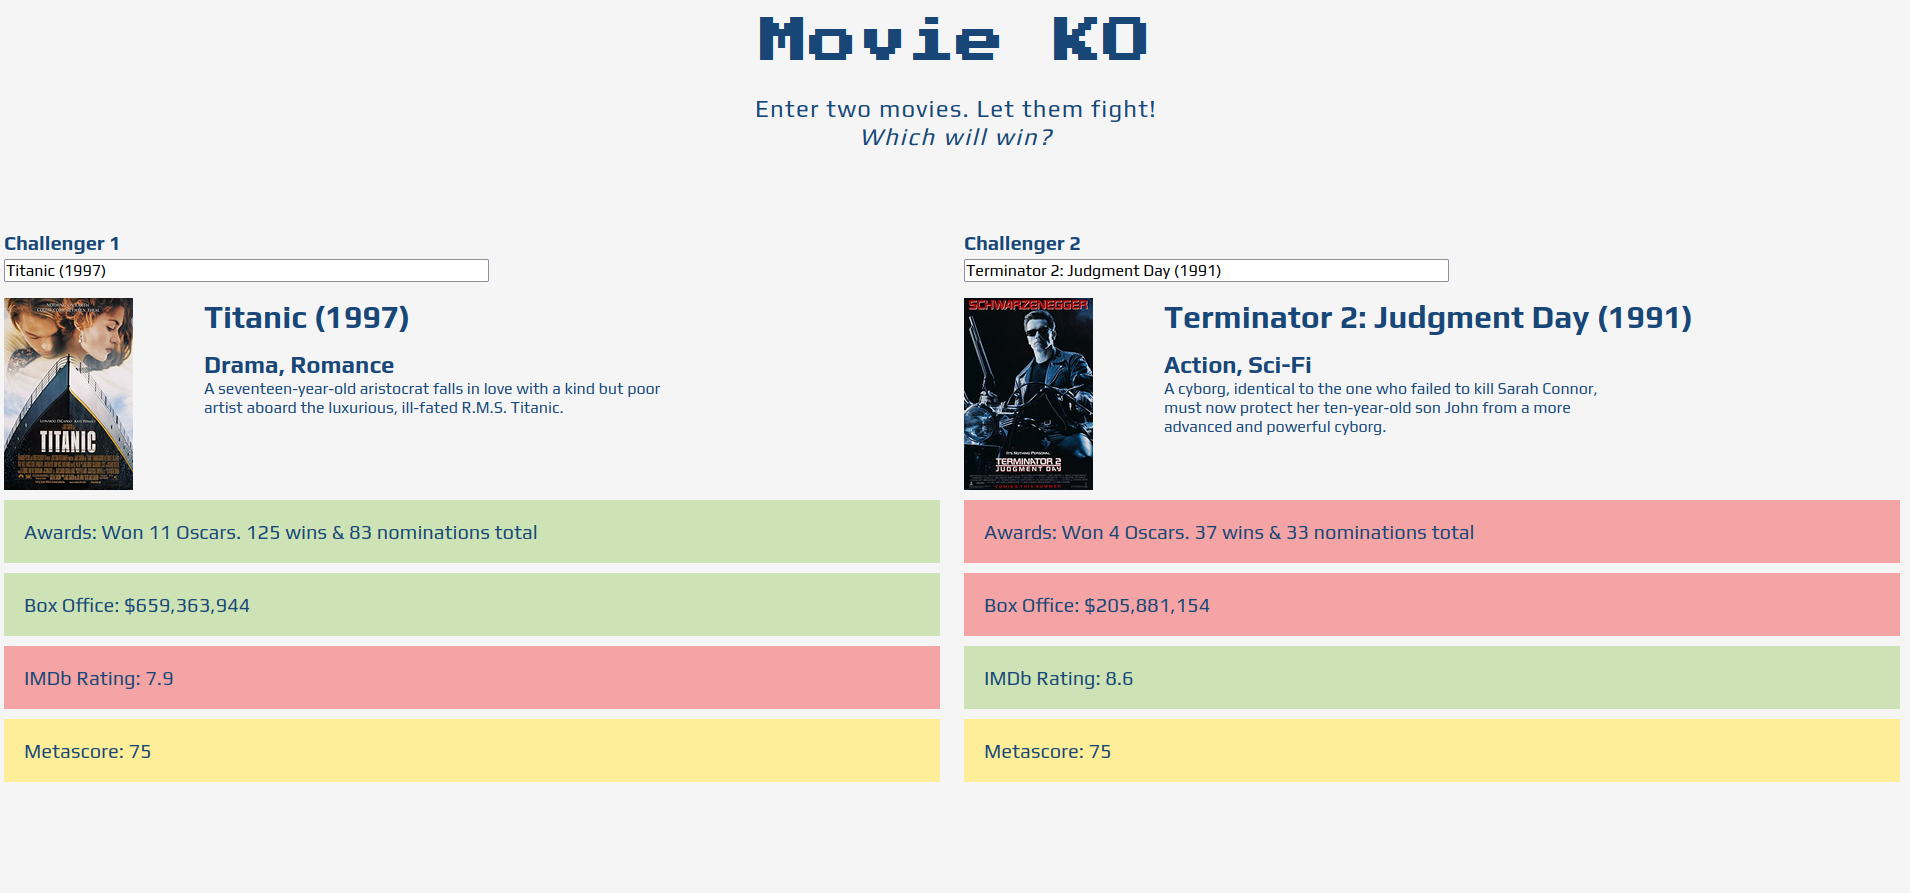 Movie KO
Enter two movies. Let them fight!
Which will win?
Challenger 1
Titanic (1997)
TITANIC
Titanic (1997)
Drama, Romance
A seventeen-year-old aristocrat falls in love with a kind but poor
artist aboard the luxurious, ill-fated R.M.S. Titanic.
Awards: Won 11 Oscars. 125 wins & 83 nominations total
Box Office: $659,363,944
IMDb Rating: 7.9
Metascore: 75
Challenger 2
Terminator 2: Judgment Day (1991)
SCHWARZENEGGER
IT'S NOTHING PERSONAL.
TERMINATOR 2
JUDGMENT DAY
COMING THIS SUMMER
Terminator 2: Judgment Day (1991)
Action, Sci-Fi
A cyborg, identical to the one who failed to kill Sarah Connor,
must now protect her ten-year-old son John from a more
advanced and powerful cyborg.
Awards: Won 4 Oscars. 37 wins & 33 nominations total
Box Office: $205,881,154
IMDb Rating: 8.6
Metascore: 75